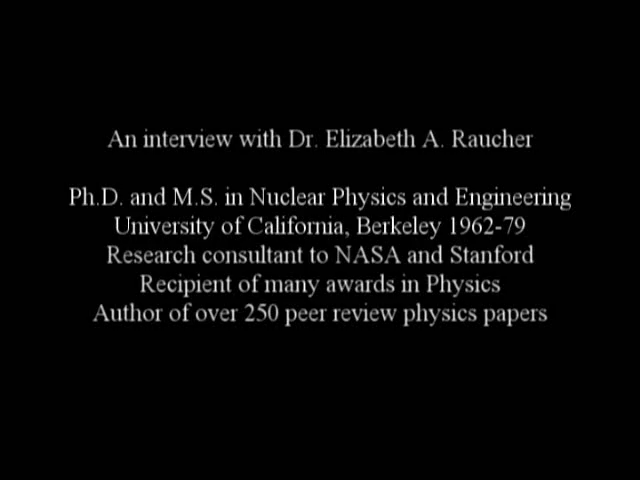 An interview with Dr. Elizabeth A. Raucher
Ph.D. and M.S. in Nuclear Physics and Engineering
University of California, Berkeley 1962-79
Research consultant to NASA and Stanford
Recipient of many awards in Physics
Author of over 250 peer review physics papers